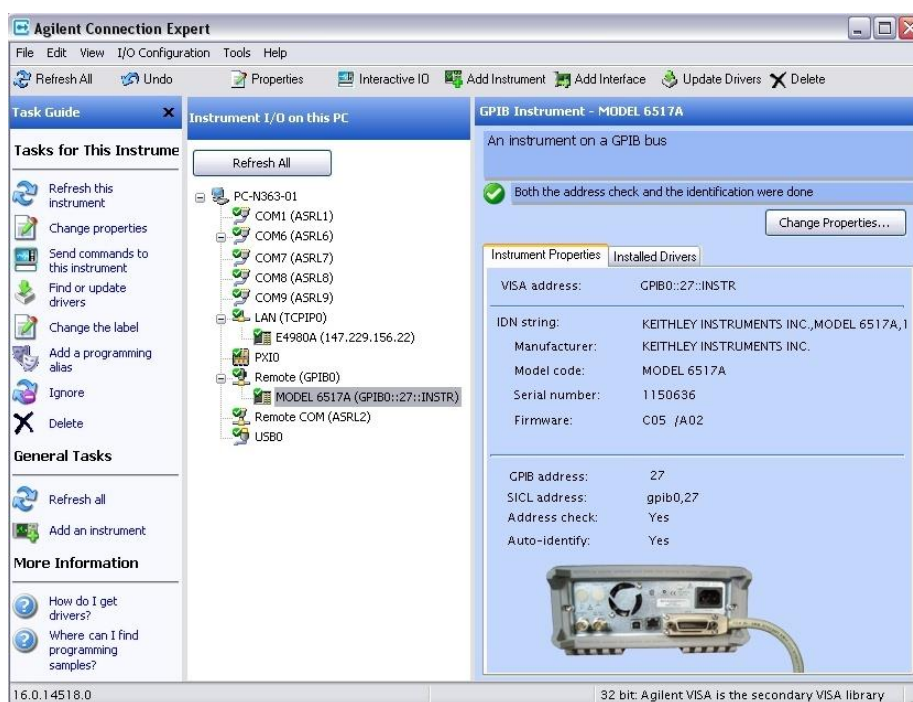 Agilent Connection Expert
File Edit View I/O Configuration Tools Help
Refresh All Undo Properties Interactive IO Add Instrument Add Interface Update Drivers Delete
Task Guide
Tasks for This Instrume
Refresh this
instrument
Change properties
Send commands to
this instrument
Find or update
drivers
Change the label
Add a programming
alias
Ignore
Delete
General Tasks
Refresh all
Add an instrument
More Information
How do I get
drivers?
Where can I find
programming
samples?
Instrument I/O on this PC
Refresh All
PC-N363-01
COM1 (ASRL1)
COM6 (ASRL6)
COM7 (ASRL7)
COM8 (ASRL8)
COM9 (ASRL9)
LAN (TCPIP0)
E4980A (147.229.156.22)
PXI0
Remote (GPIB0)
MODEL 6517A (GPIB0::27::INSTR)
Remote COM (ASRL2)
USB0
GPIB Instrument - MODEL 6517A
An instrument on a GPIB bus
Both the address check and the identification were done
Change Properties...
Instrument Properties Installed Drivers
VISA address: GPIB0::27::INSTR
IDN string: KEITHLEY INSTRUMENTS INC.,MODEL 6517A,1
Manufacturer: KEITHLEY INSTRUMENTS INC.
Model code: MODEL 6517A
Serial number: 1150636
Firmware: C05 /A02
GPIB address: 27
SICL address: gpib0,27
Address check: Yes
Auto-identify: Yes
16.0.14518.0
32 bit: Agilent VISA is the secondary VISA library